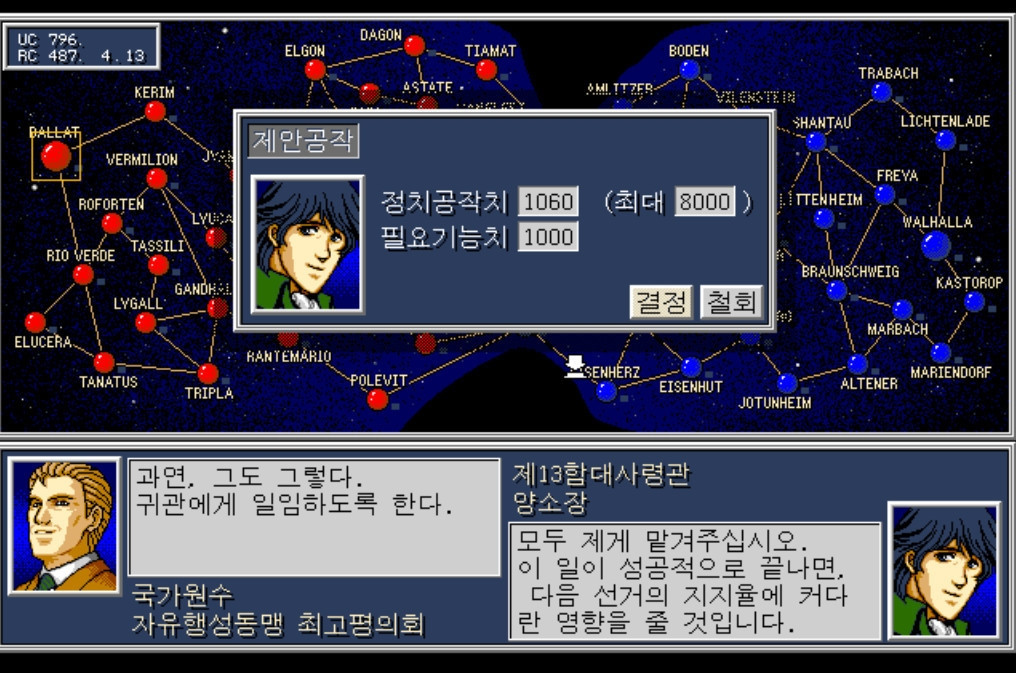 UC 796.
RC 487. 4.13
DAGON
ELGON
TIAMAT
BODEN
TRABACH
KERIM
ASTATE
AMLITZER
SHANTAU
LICHTENLADE
BALLAT
제안공작
VERMILION
FREYA
정치공작치 1060 (최대 8000 )
필요기능치 1000
ROFORTEN
WALHALLA
RIO VERDE
TASSILI
BRAUNSCHWEIG
KASTOROP
LYGALL
결정 철회
MARBACH
ELUCERA
RANTEMARIO
TANATUS
POLEVIT
EISENHUT
ALTENER
MARIENDORF
TRIPLA
JOTUNHEIM
과연, 그도 그렇다.
귀관에게 일임하도록 한다.
국가원수
자유행성동맹 최고평의회
제13함대사령관
양소장
모두 제게 맡겨주십시오.
이 일이 성공적으로 끝나면,
다음 선거의 지지율에 커다
란 영향을 줄 것입니다.